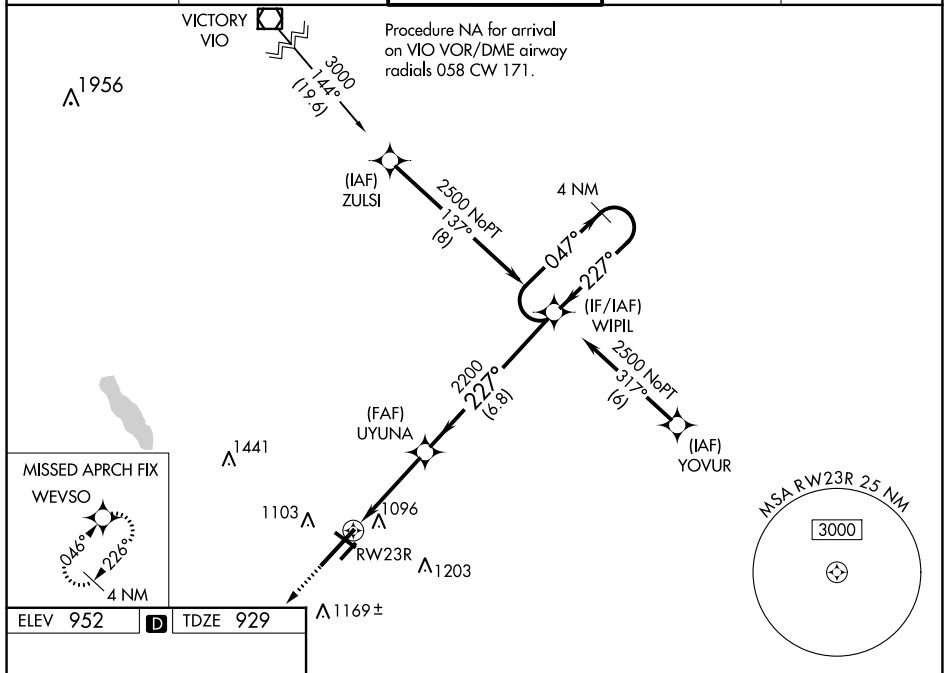 VICTORY
VIO
Procedure NA for arrival
on VIO VOR/DME airway
radials 058 CW 171.
3000
144°
(19.6)
1956
(IAF)
ZULSI
2500 NoPT
137°
(8)
4 NM
047°
227°
(IF/IAF)
WIPIL
2500 NoPT
317°
(6)
(IAF)
YOVUR
2200
227°
(6.8)
(FAF)
UYUNA
1441
MISSED APRCH FIX
WEVSO
046°
226°
4 NM
1103
1096
RW23R
1203
1169 ±
MSA RW23R 25 NM
3000
ELEV 952
D
TDZE 929